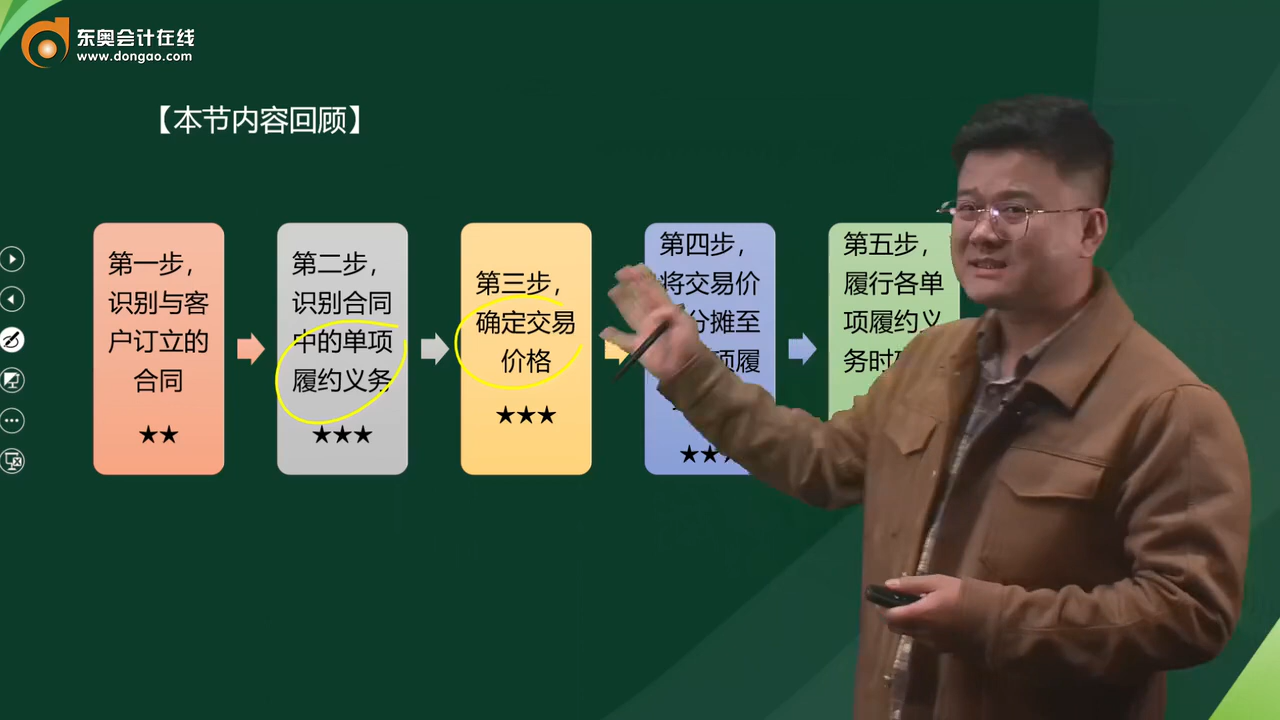 东奥会计在线
www.dongao.com
【本节内容回顾】
第一步，
识别与客
户订立的
合同
★★
第二步，
识别合同
中的单项
履约义务
★★★
第三步，
确定交易
价格
★★★
第四步，
将交易价
分摊至
项履
★★
第五步，
履行各单
项履约义
务时